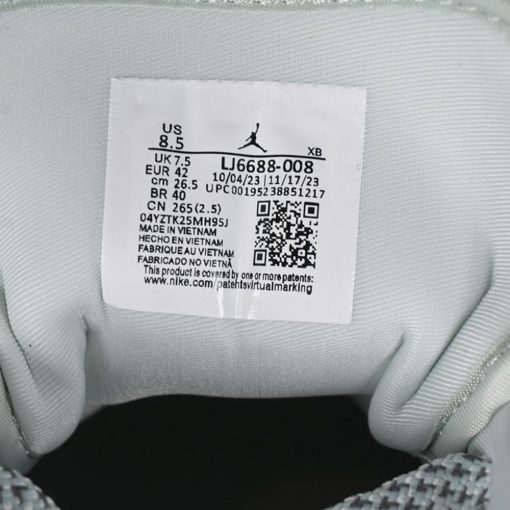 US
8.5
XB
UK 7.5
EUR 42
cm 26.5
BR 40
CN 265(2.5)
LJ6688-008
10/04/23 | 11/17/23
UPC00195238851217
04YZTK25MH95J
MADE IN VIETNAM
HECHO EN VIETNAM
FABRIQUE AU VIETNAM
FABRICADO NO VIETNÃ
This product is covered by one or more patents:
www.nike.com/patentsvirtualmarking